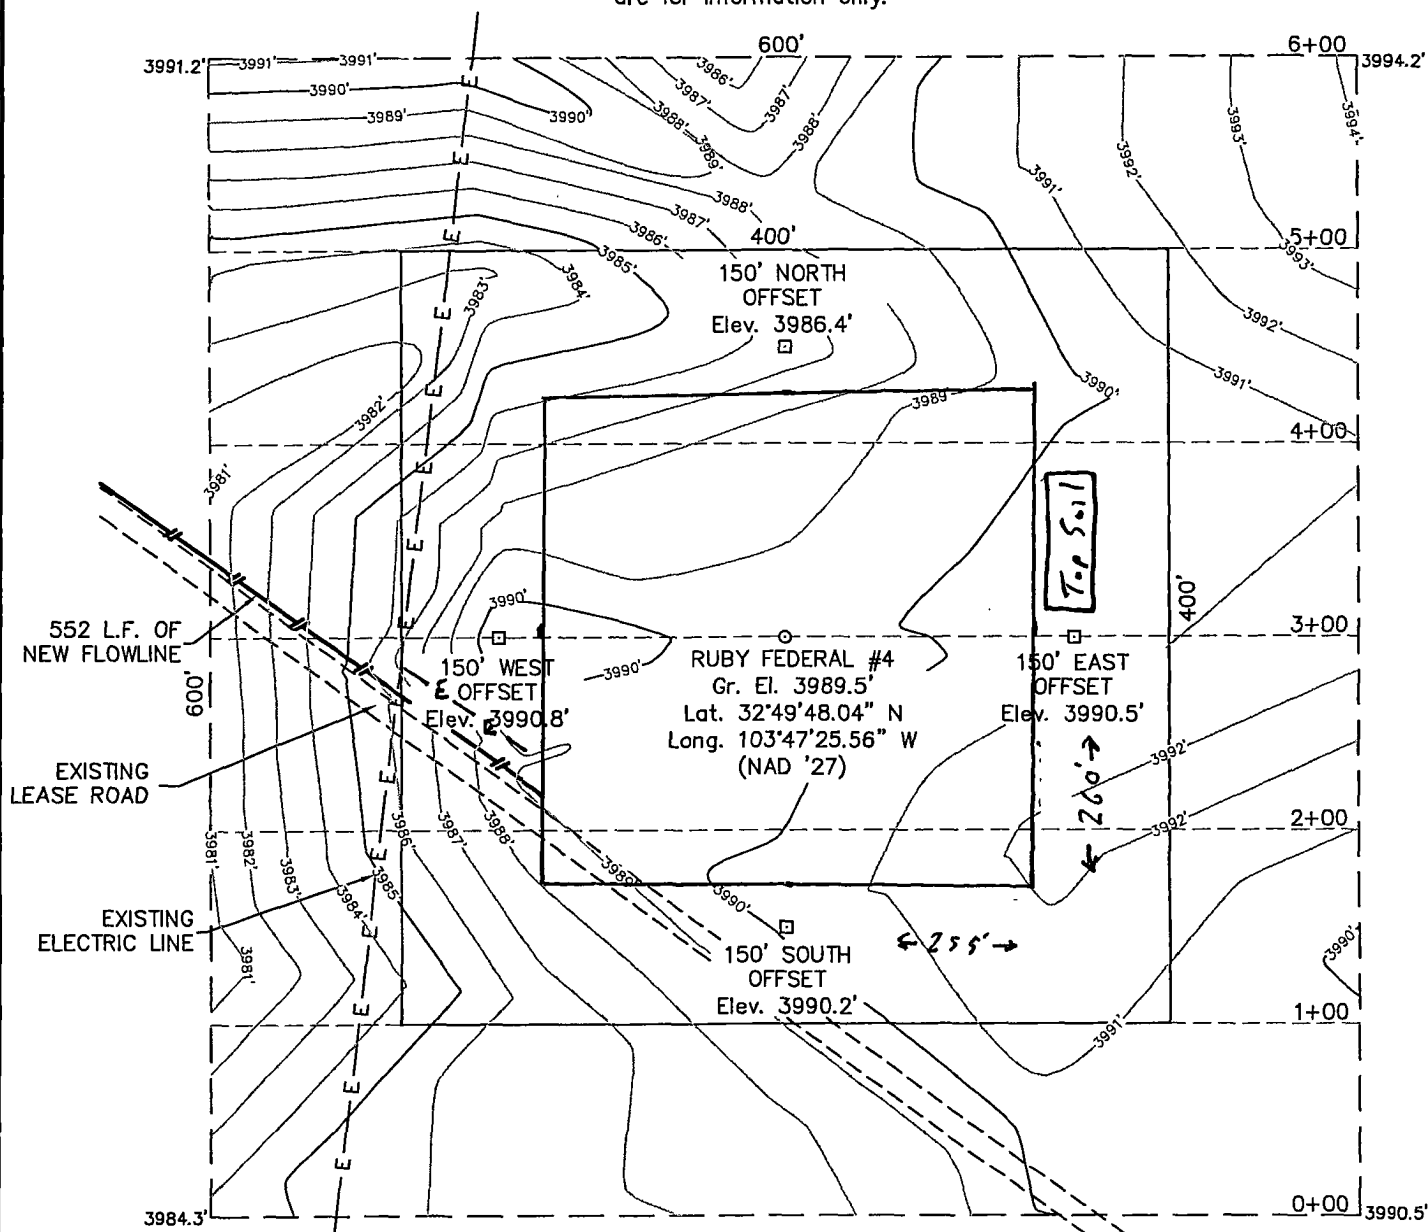 are for information only.
600'
6+00
3991.2'
3994.2'
3991'
3991'
3990'
3989'
3990'
3986'
3987'
3987'
3988'
3988'
3989'
3988'
3987'
3986'
3985'
3984'
3983'
3982'
3981'
3991'
3992'
3993'
3994'
5+00
3993'
3992'
3991'
3990'
3989
400'
150' NORTH
OFFSET
Elev. 3986.4'
4+00
Top Soil
400'
3+00
3990'
3990'
150' WEST
OFFSET
Elev. 3990.8'
RUBY FEDERAL #4
Gr. El. 3989.5'
Lat. 32°49'48.04" N
Long. 103°47'25.56" W
(NAD '27)
150' EAST
OFFSET
Elev. 3990.5'
552 L.F. OF
NEW FLOWLINE
600'
EXISTING
LEASE ROAD
EXISTING
ELECTRIC LINE
E E E E E E E E E E E E E E E
E
E
3992'
3992'
260'
2+00
3981'
3982'
3983'
3984'
3985'
3986'
3987'
3988'
3989'
3990'
3981'
255'
150' SOUTH
OFFSET
Elev. 3990.2'
3990'
3991'
1+00
0+00
3984.3'
3990.5'